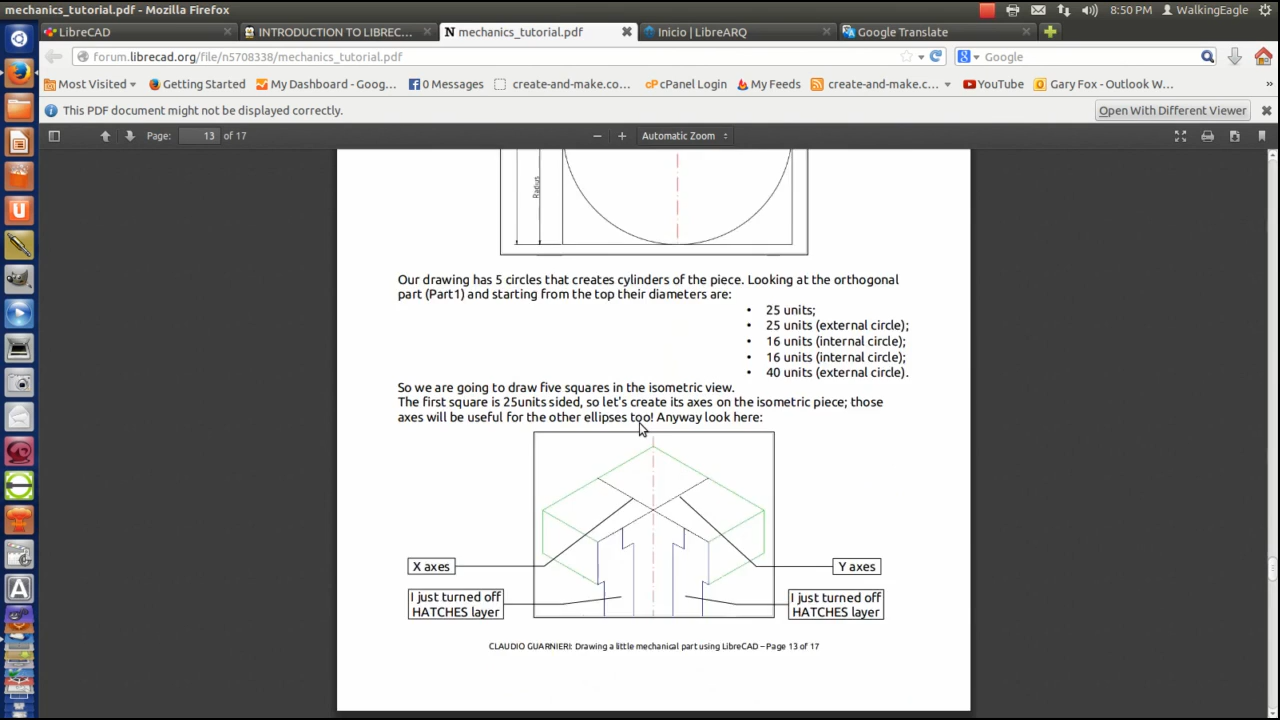 mechanics_tutorial.pdf - Mozilla Firefox
8:50 PM
WalkingEagle
LibreCAD
INTRODUCTION TO LIBREC...
mechanics_tutorial.pdf
Inicio | LibreARQ
Google Translate
forum.librecad.org/file/n5708338/mechanics_tutorial.pdf
Google
Most Visited
Getting Started
My Dashboard - Goog...
0 Messages
create-and-make.co...
cPanel Login
My Feeds
create-and-make.c...
YouTube
Gary Fox - Outlook W...
This PDF document might not be displayed correctly.
Open With Different Viewer
Page: 13 of 17
Automatic Zoom
Radius
Our drawing has 5 circles that creates cylinders of the piece. Looking at the orthogonal
part (Part1) and starting from the top their diameters are:
• 25 units;
• 25 units (external circle);
• 16 units (internal circle);
• 16 units (internal circle);
• 40 units (external circle).
So we are going to draw five squares in the isometric view.
The first square is 25units sided, so let's create its axes on the isometric piece; those
axes will be useful for the other ellipses too! Anyway look here:
X axes
Y axes
I just turned off
HATCHES layer
I just turned off
HATCHES layer
CLAUDIO GUARNIERI: Drawing a little mechanical part using LibreCAD – Page 13 of 17